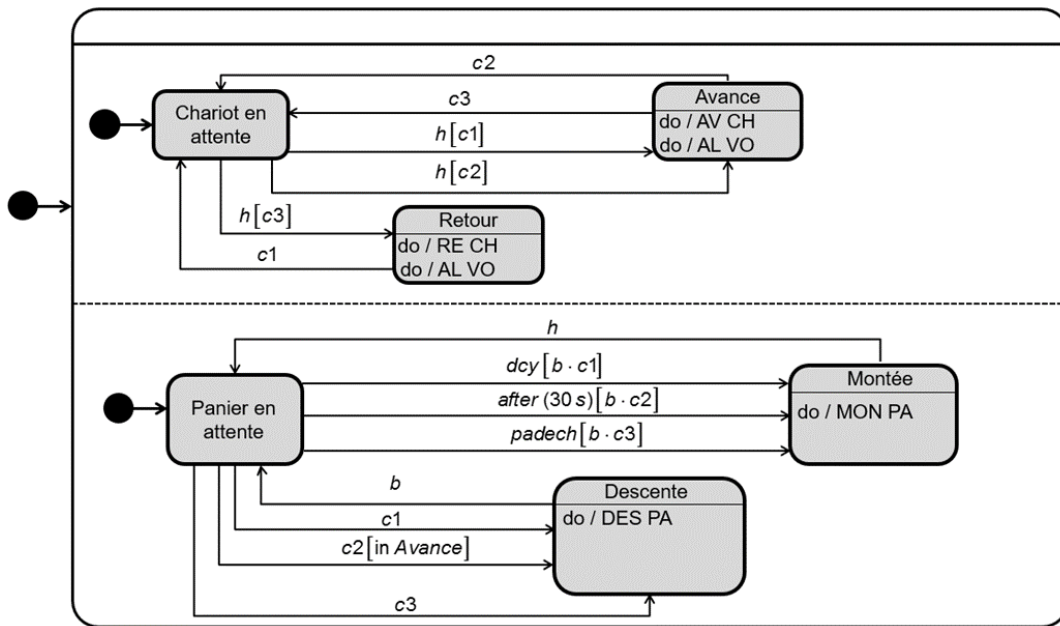 c2
Chariot en
attente
c3
Avance
do / AV CH
do / AL VO
h[c1]
h[c2]
h[c3]
Retour
do / RE CH
do / AL VO
c1
h
Panier en
attente
dcy[b · c1]
after (30 s)[b · c2]
padech[b · c3]
Montée
do / MON PA
b
Descente
do / DES PA
c1
c2[in Avance]
c3